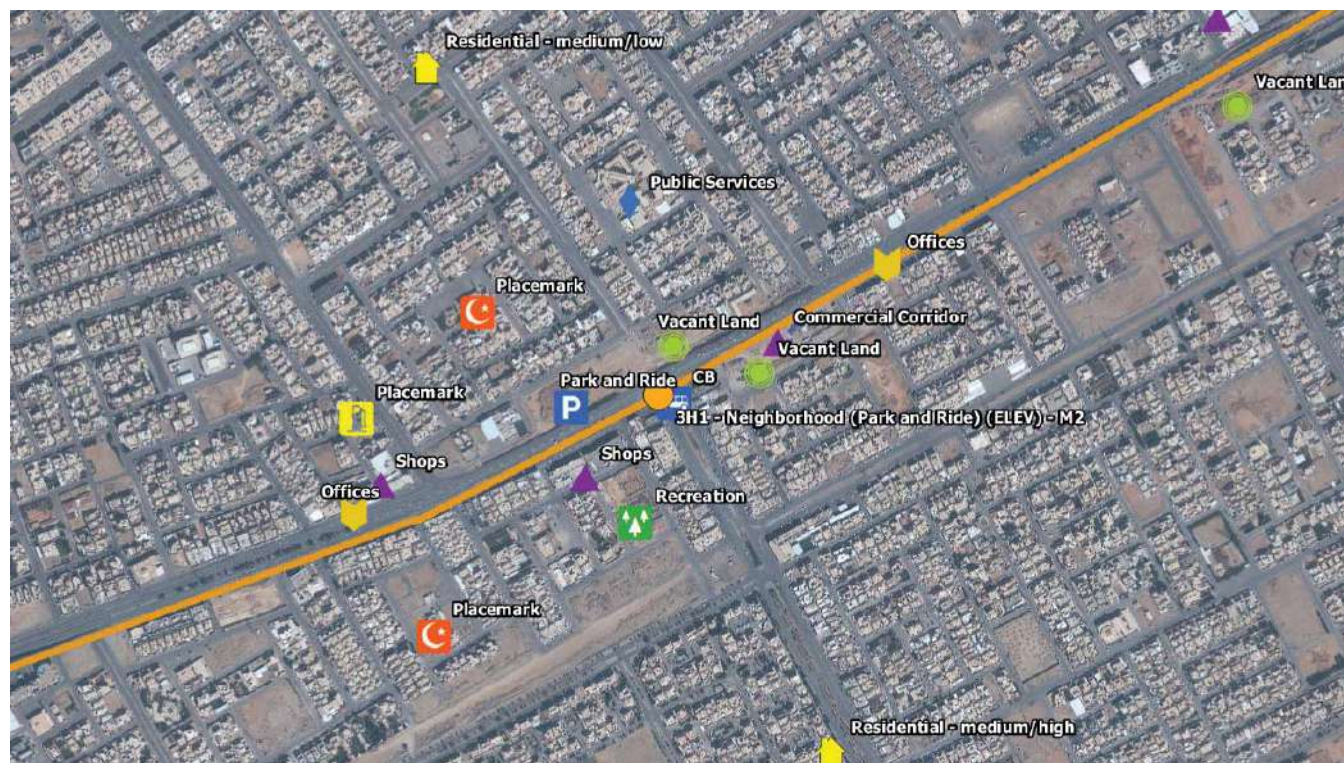 Residential - medium/low
Vacant Lan
Public Services
Offices
Placemark
Commercial Corridor
Vacant Land
Vacant Land
Park and Ride
CB
Placemark
3H1 - Neighborhood (Park and Ride) (ELEV) - M2
P
Shops
Shops
Offices
Recreation
Placemark
Residential - medium/high